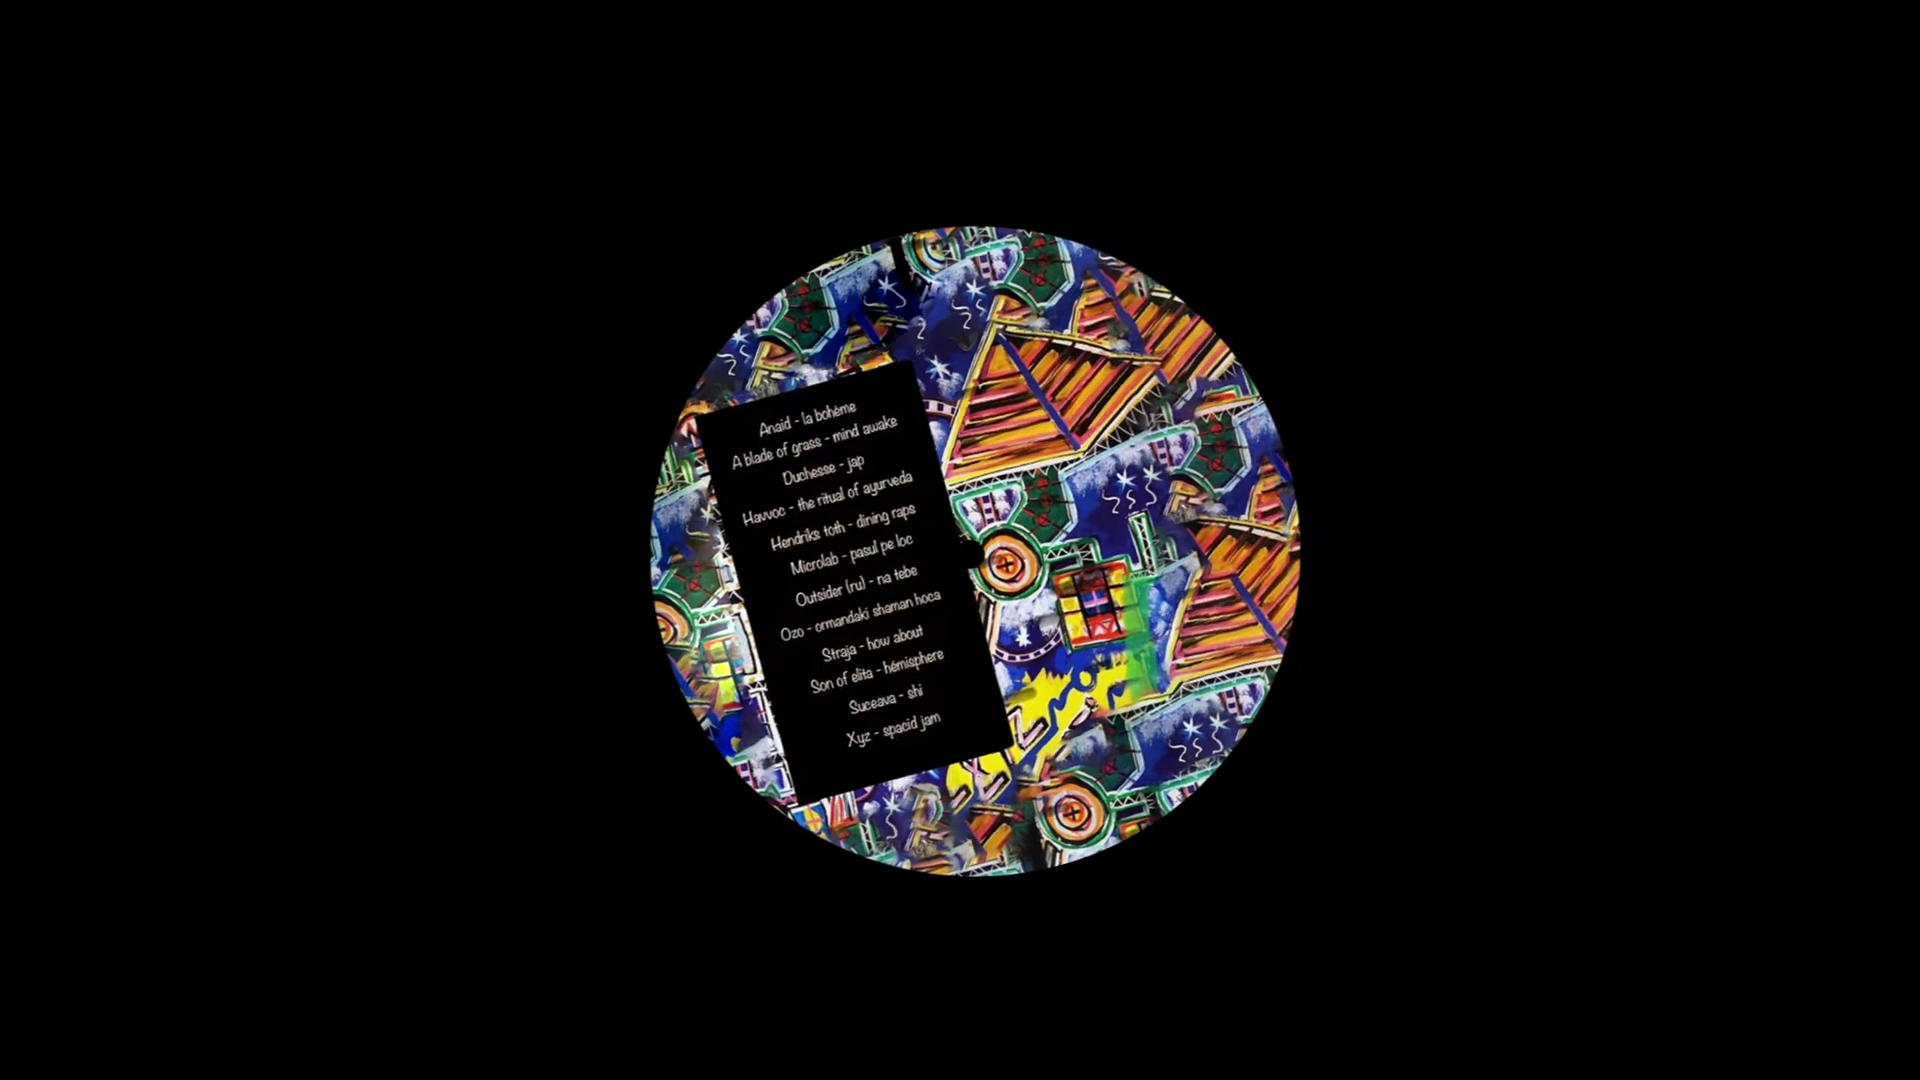 Anaid - la bohème
A blade of grass - mind awake
Duchesse - jap
Havvoc - the ritual of ayurveda
Hendriks toth - dining raps
Microlab - pasul pe loc
Outsider (ru) - na tebe
Ozo - ormandaki shaman hoca
Straja - how about
Son of elita - hémisphere
Suceava - shi
Xyz - spacid jam